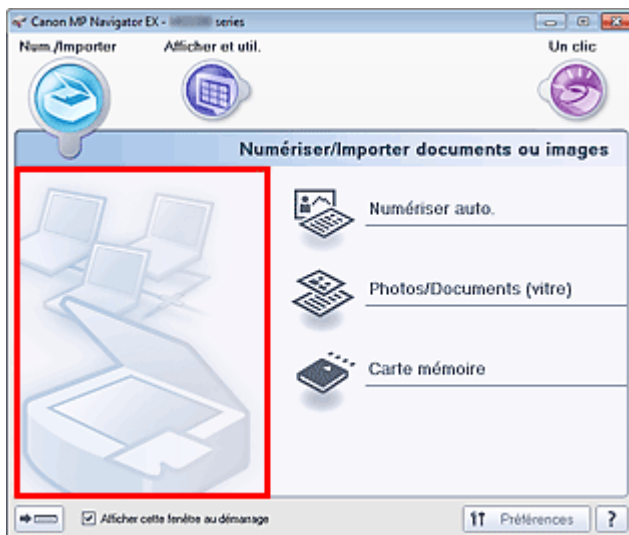 Canon MP Navigator EX - series
Num./Importer Afficher et util. Un clic
Numériser/Importer documents ou images
Numériser auto.
Photos/Documents (vitre)
Carte mémoire
Afficher cette fenêtre au démarrage
Préférences ?